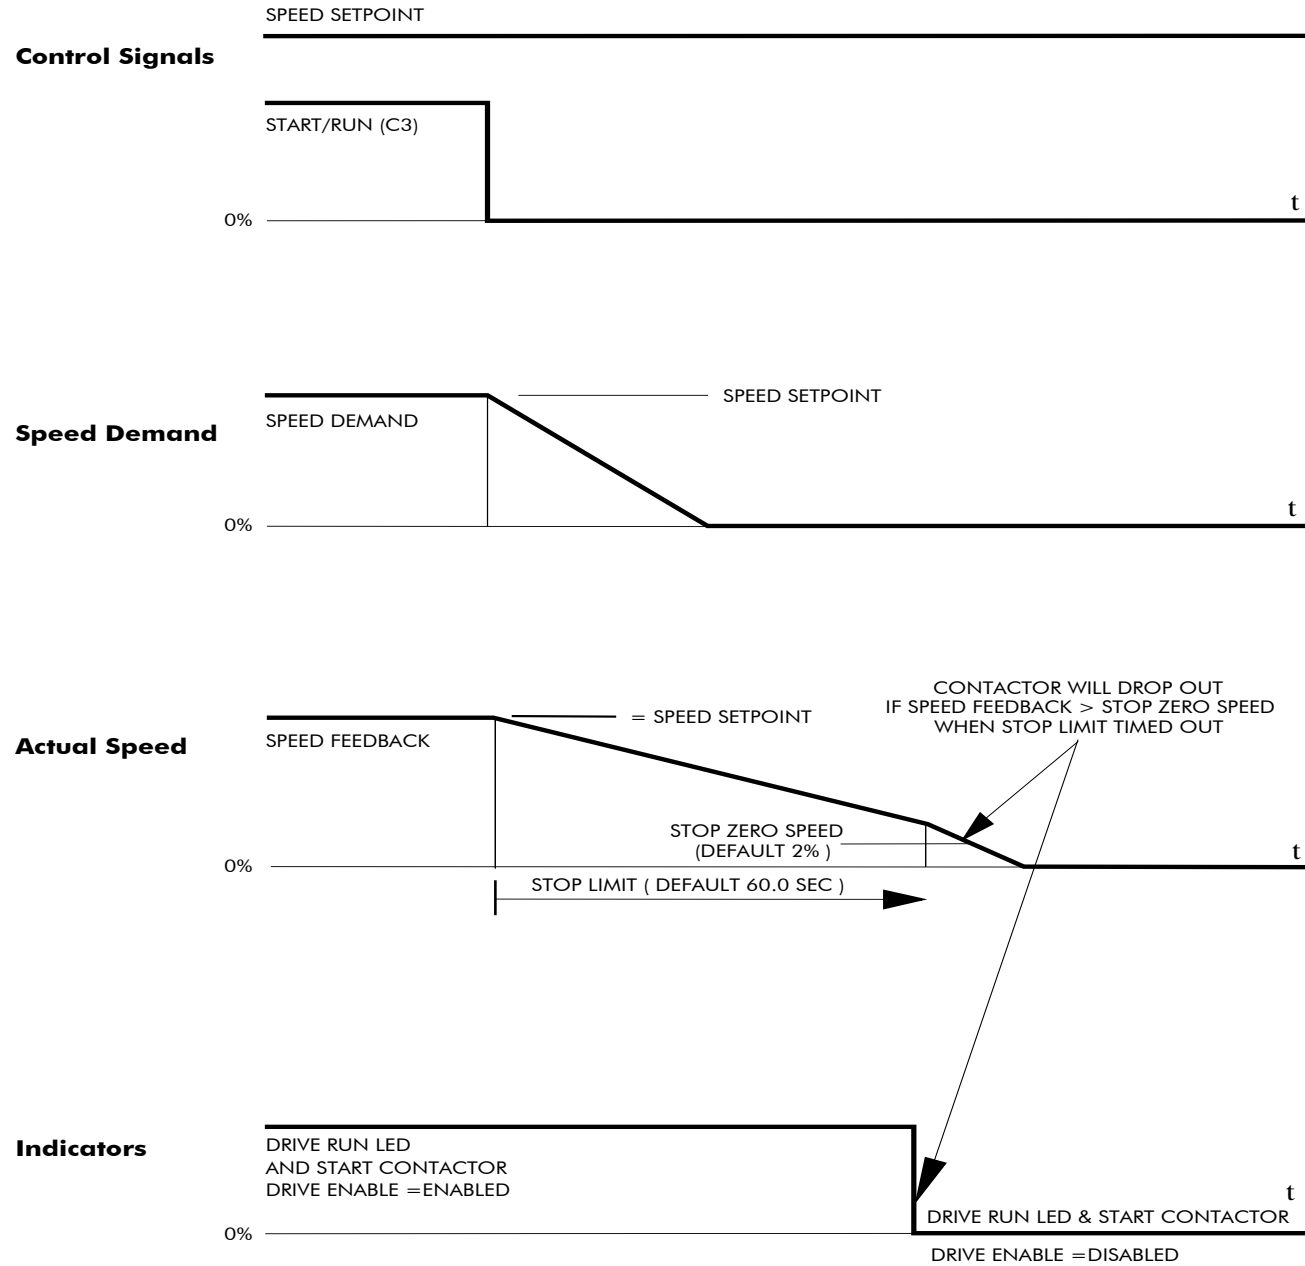 SPEED SETPOINT
Control Signals
START/RUN (C3)
t
0%
SPEED SETPOINT
SPEED DEMAND
Speed Demand
t
0%
CONTACTOR WILL DROP OUT
IF SPEED FEEDBACK > STOP ZERO SPEED
WHEN STOP LIMIT TIMED OUT
= SPEED SETPOINT
SPEED FEEDBACK
Actual Speed
STOP ZERO SPEED
(DEFAULT 2% )
t
0%
STOP LIMIT ( DEFAULT 60.0 SEC )
Indicators
DRIVE RUN LED
AND START CONTACTOR
DRIVE ENABLE =ENABLED
t
DRIVE RUN LED & START CONTACTOR
0%
DRIVE ENABLE =DISABLED